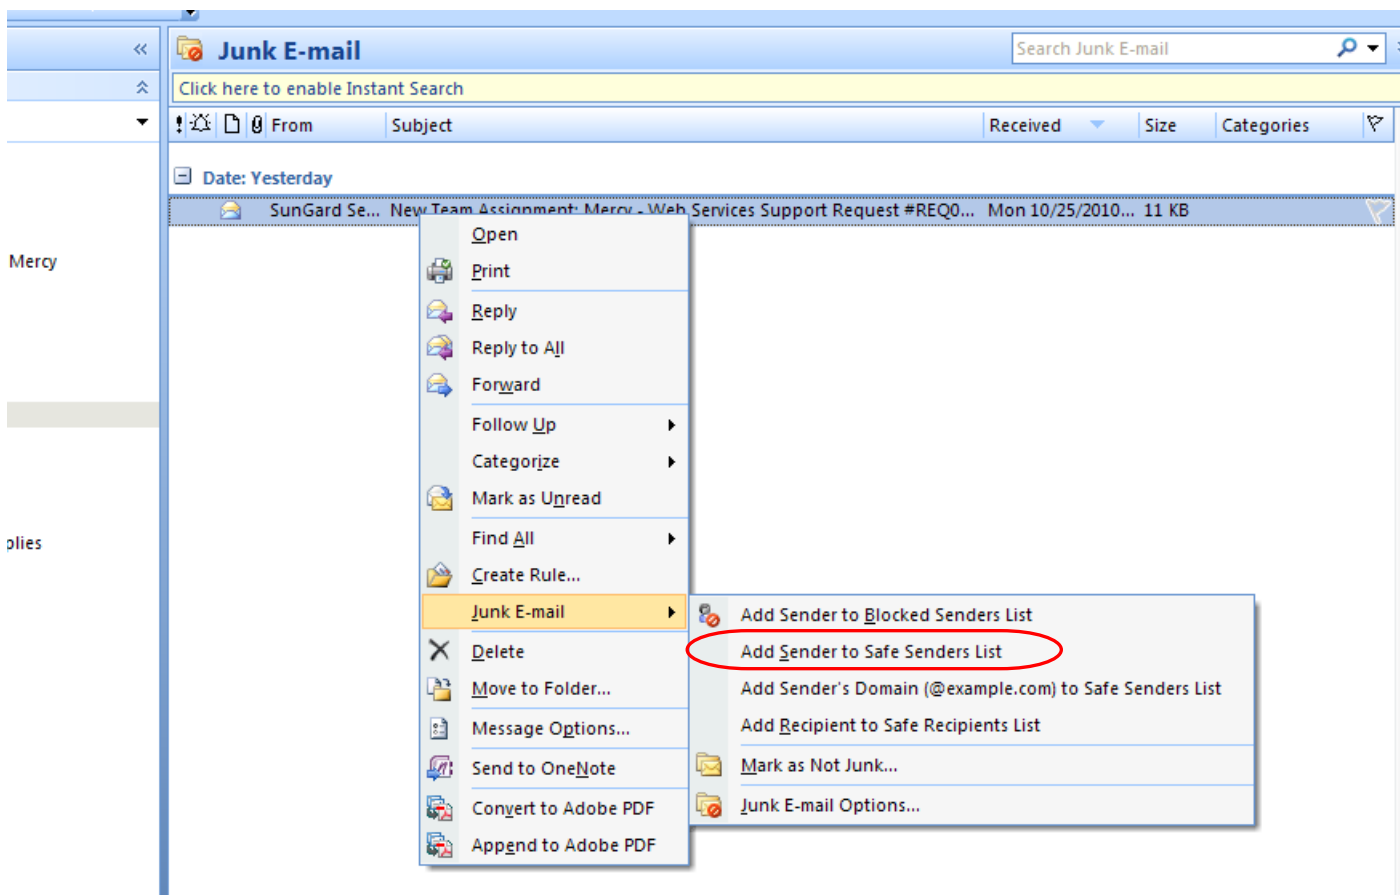 Junk E-mail
Search Junk E-mail
Click here to enable Instant Search
From Subject Received Size Categories
Date: Yesterday
SunGard Se... New Team Assignment: Mercy - Web Services Support Request #REQ0... Mon 10/25/2010... 11 KB
Open
Mercy
Print
Reply
Reply to All
Forward
Follow Up
Categorize
Mark as Unread
Find All
plies
Create Rule...
Junk E-mail
Add Sender to Blocked Senders List
Delete
Add Sender to Safe Senders List
Move to Folder...
Add Sender's Domain (@example.com) to Safe Senders List
Message Options...
Add Recipient to Safe Recipients List
Send to OneNote
Mark as Not Junk...
Convert to Adobe PDF
Junk E-mail Options...
Append to Adobe PDF